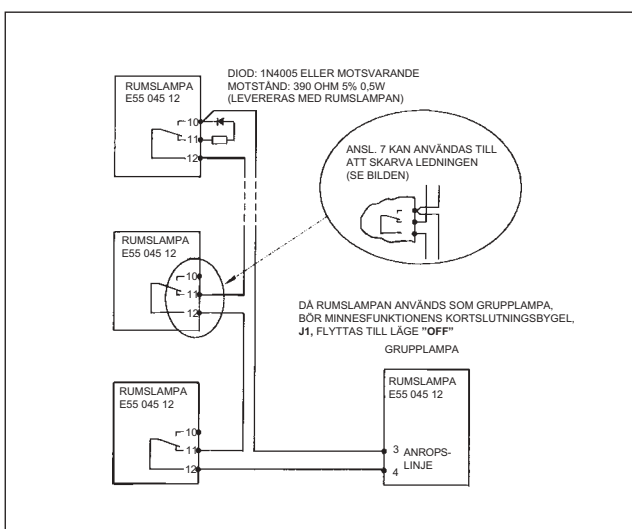 DIOD: 1N4005 ELLER MOTSVARANDE
MOTSTÅND: 390 OHM 5% 0,5W
(LEVERERAS MED RUMSLAMPAN)
RUMSLAMPA
E55 045 12
10
11
12
ANSL. 7 KAN ANVÄNDAS TILL
ATT SKARVA LEDNINGEN
(SE BILDEN)
RUMSLAMPA
E55 045 12
10
11
12
DÅ RUMSLAMPAN ANVÄNDS SOM GRUPPLAMPA,
BÖR MINNESFUNKTIONENS KORTSLUTNINGSBYGEL,
J1, FLYTTAS TILL LÄGE "OFF"
GRUPPLAMPA
RUMSLAMPA
E55 045 12
10
11
12
RUMSLAMPA
E55 045 12
3 ANROPS-
4 LINJE